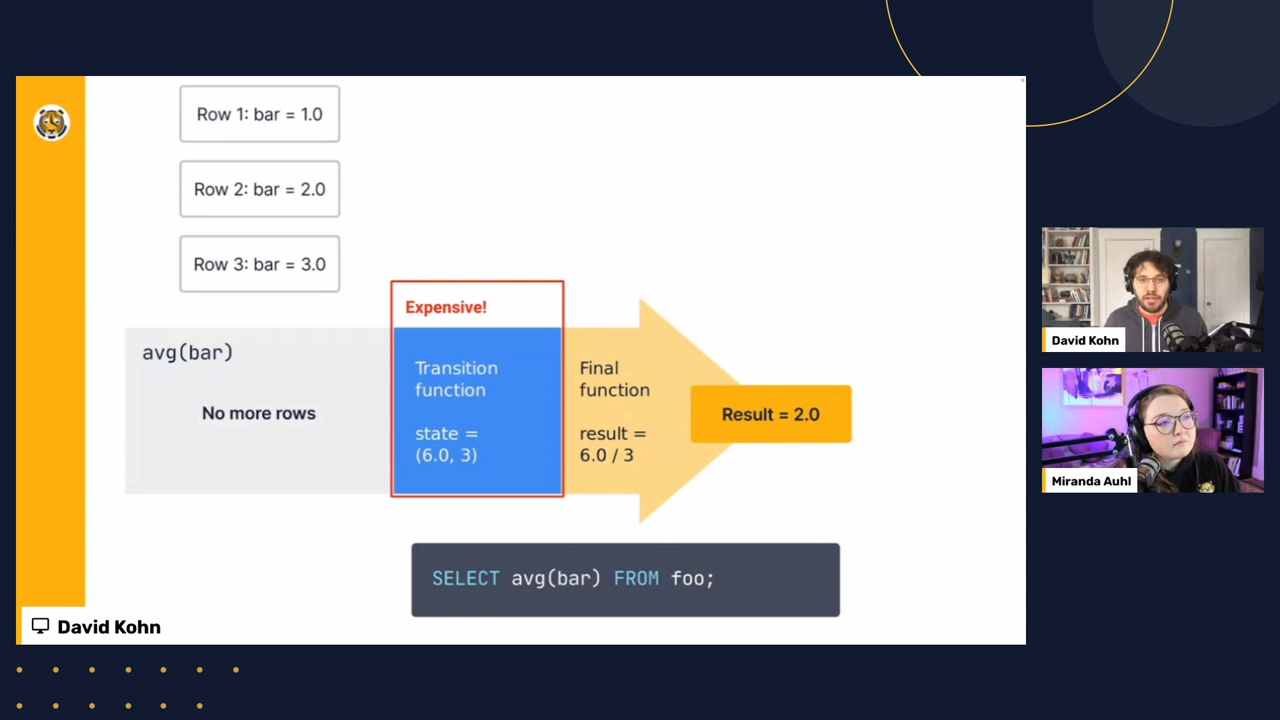 Row 1: bar = 1.0
Row 2: bar = 2.0
Row 3: bar = 3.0
Expensive!
avg(bar)
No more rows
Transition
function
state =
(6.0, 3)
Final
function
result =
6.0 / 3
Result = 2.0
SELECT avg(bar) FROM foo;
David Kohn
David Kohn
Miranda Auhl